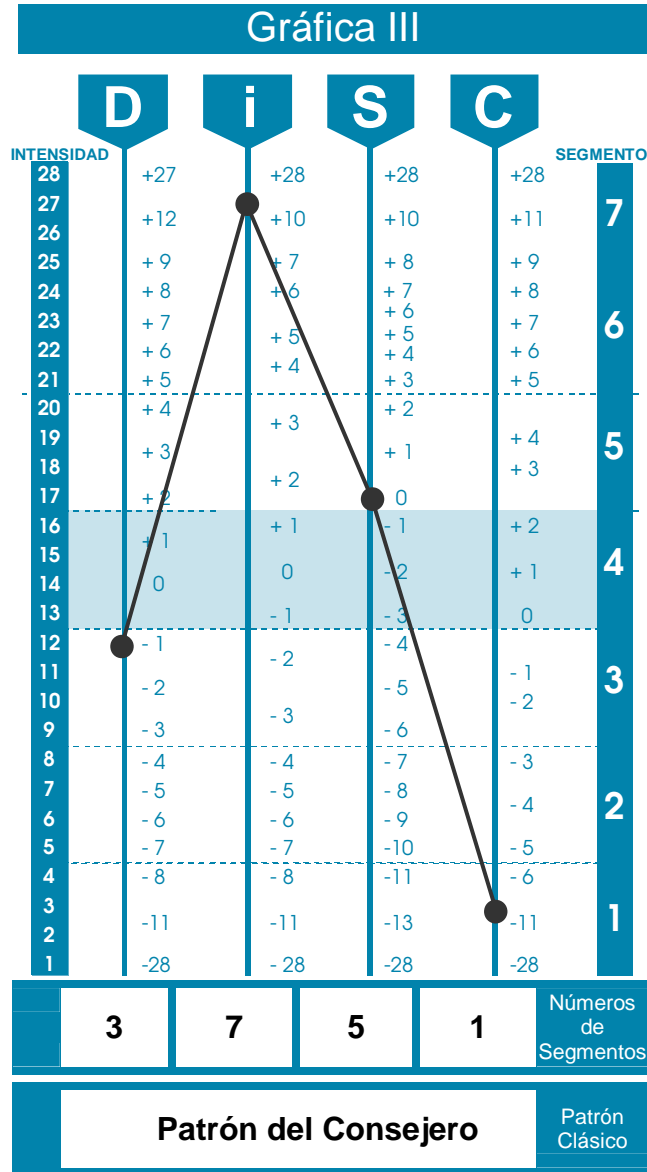 Gráfica III
D i S C
INTENSIDAD SEGMENTO
28 +27 +28 +28 +28
27 7
+12 +10 +10 +11
26
25 + 9 + 7 + 8 + 9
24 + 8 + 6 + 7 + 8
+ 6
23 + 7 + 5 + 5 + 7 6
22 + 6 + 4 + 4 + 6
21 + 5 + 3 + 5
20 + 4 + 2
+ 3
19 + 4 5
+ 3 + 1
18 + 3
+ 2
17 + 2 0
16 + 1 - 1 + 2
+ 1
15 4
0 - 2 + 1
14 0
13 - 1 - 3 0
12 - 1 - 4
- 2
11 - 1 3
- 2 - 5
10 - 2
- 3
9 - 3 - 6
8 - 4 - 4 - 7 - 3
7 - 5 - 5 - 8
- 4 2
6 - 6 - 6 - 9
5 - 7 - 7 -10 - 5
4 - 8 - 8 -11 - 6
3
-11 -11 -13 -11 1
2
1 -28 - 28 -28 -28
3 7 5 1
Números
de
Segmentos
Patrón del Consejero
Patrón
Clásico